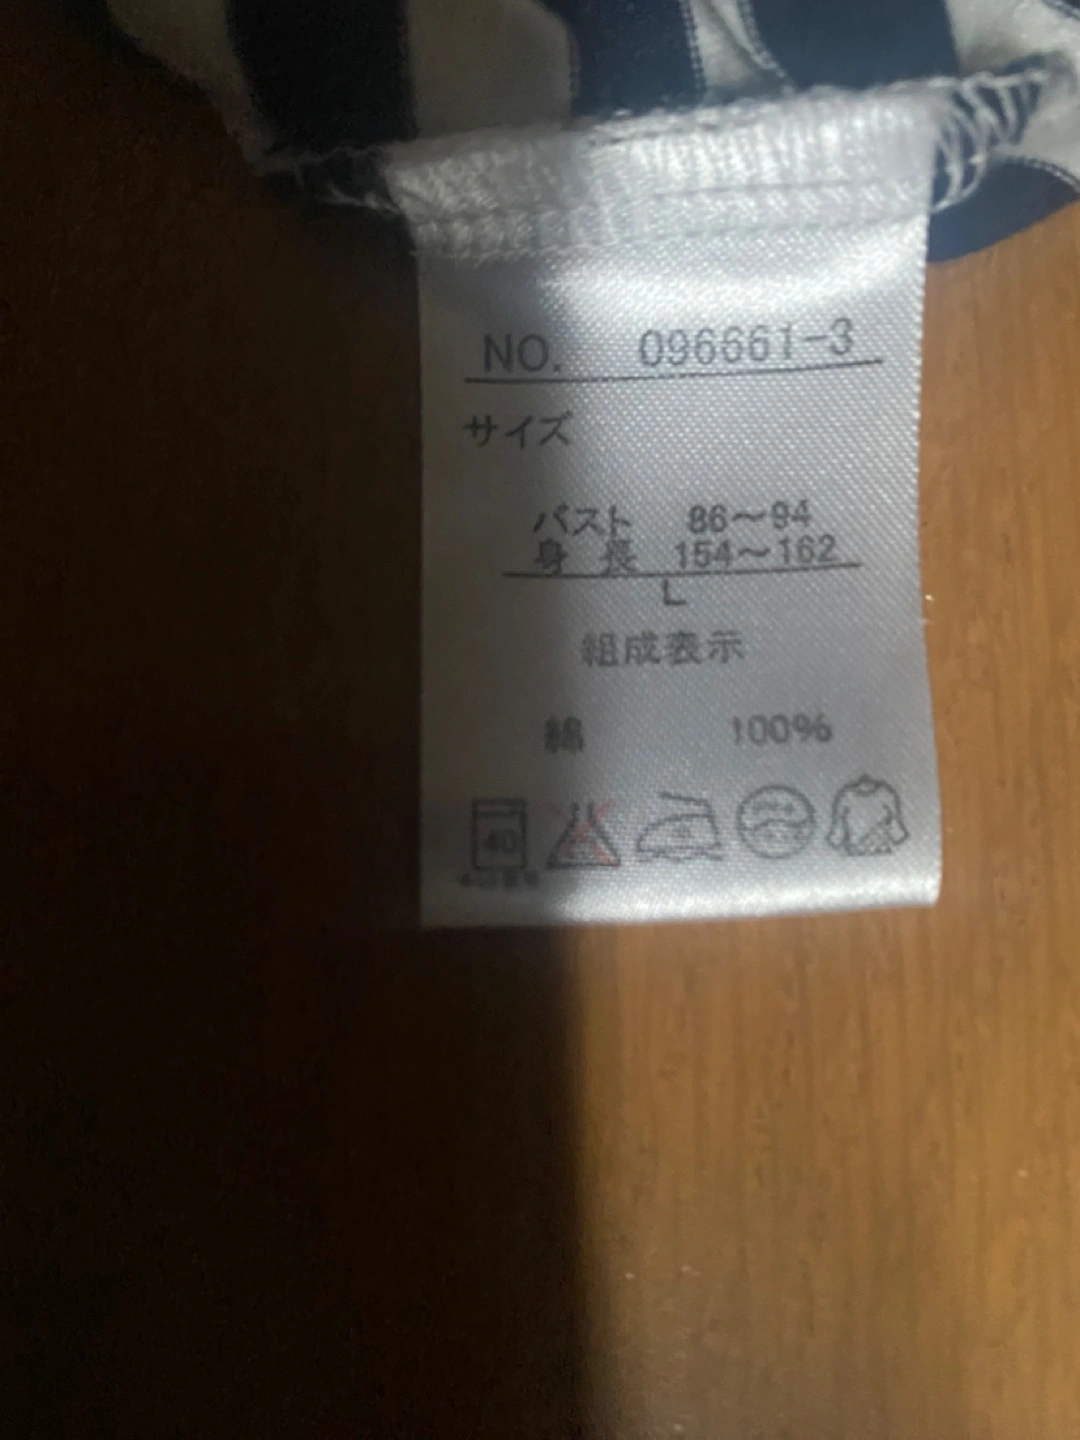 NO. 096661-3
サイズ
バスト 86～94
身長 154～162
L
組成表示
綿 100%
40